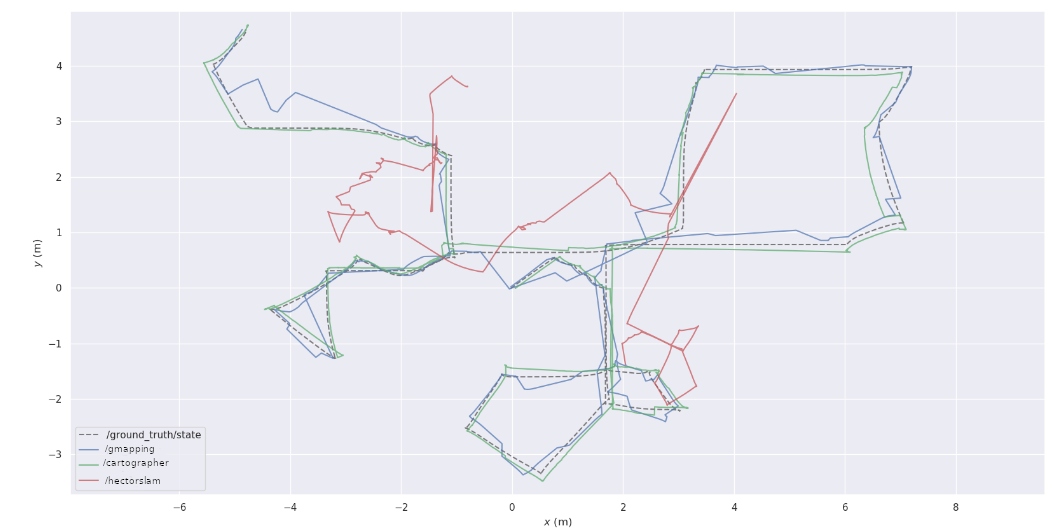 4
3
2
1
0
−1
−2
−3
y (m)
/ground_truth/state
/gmapping
/cartographer
/hectorslam
−6 −4 −2 0 2 4 6 8
x (m)